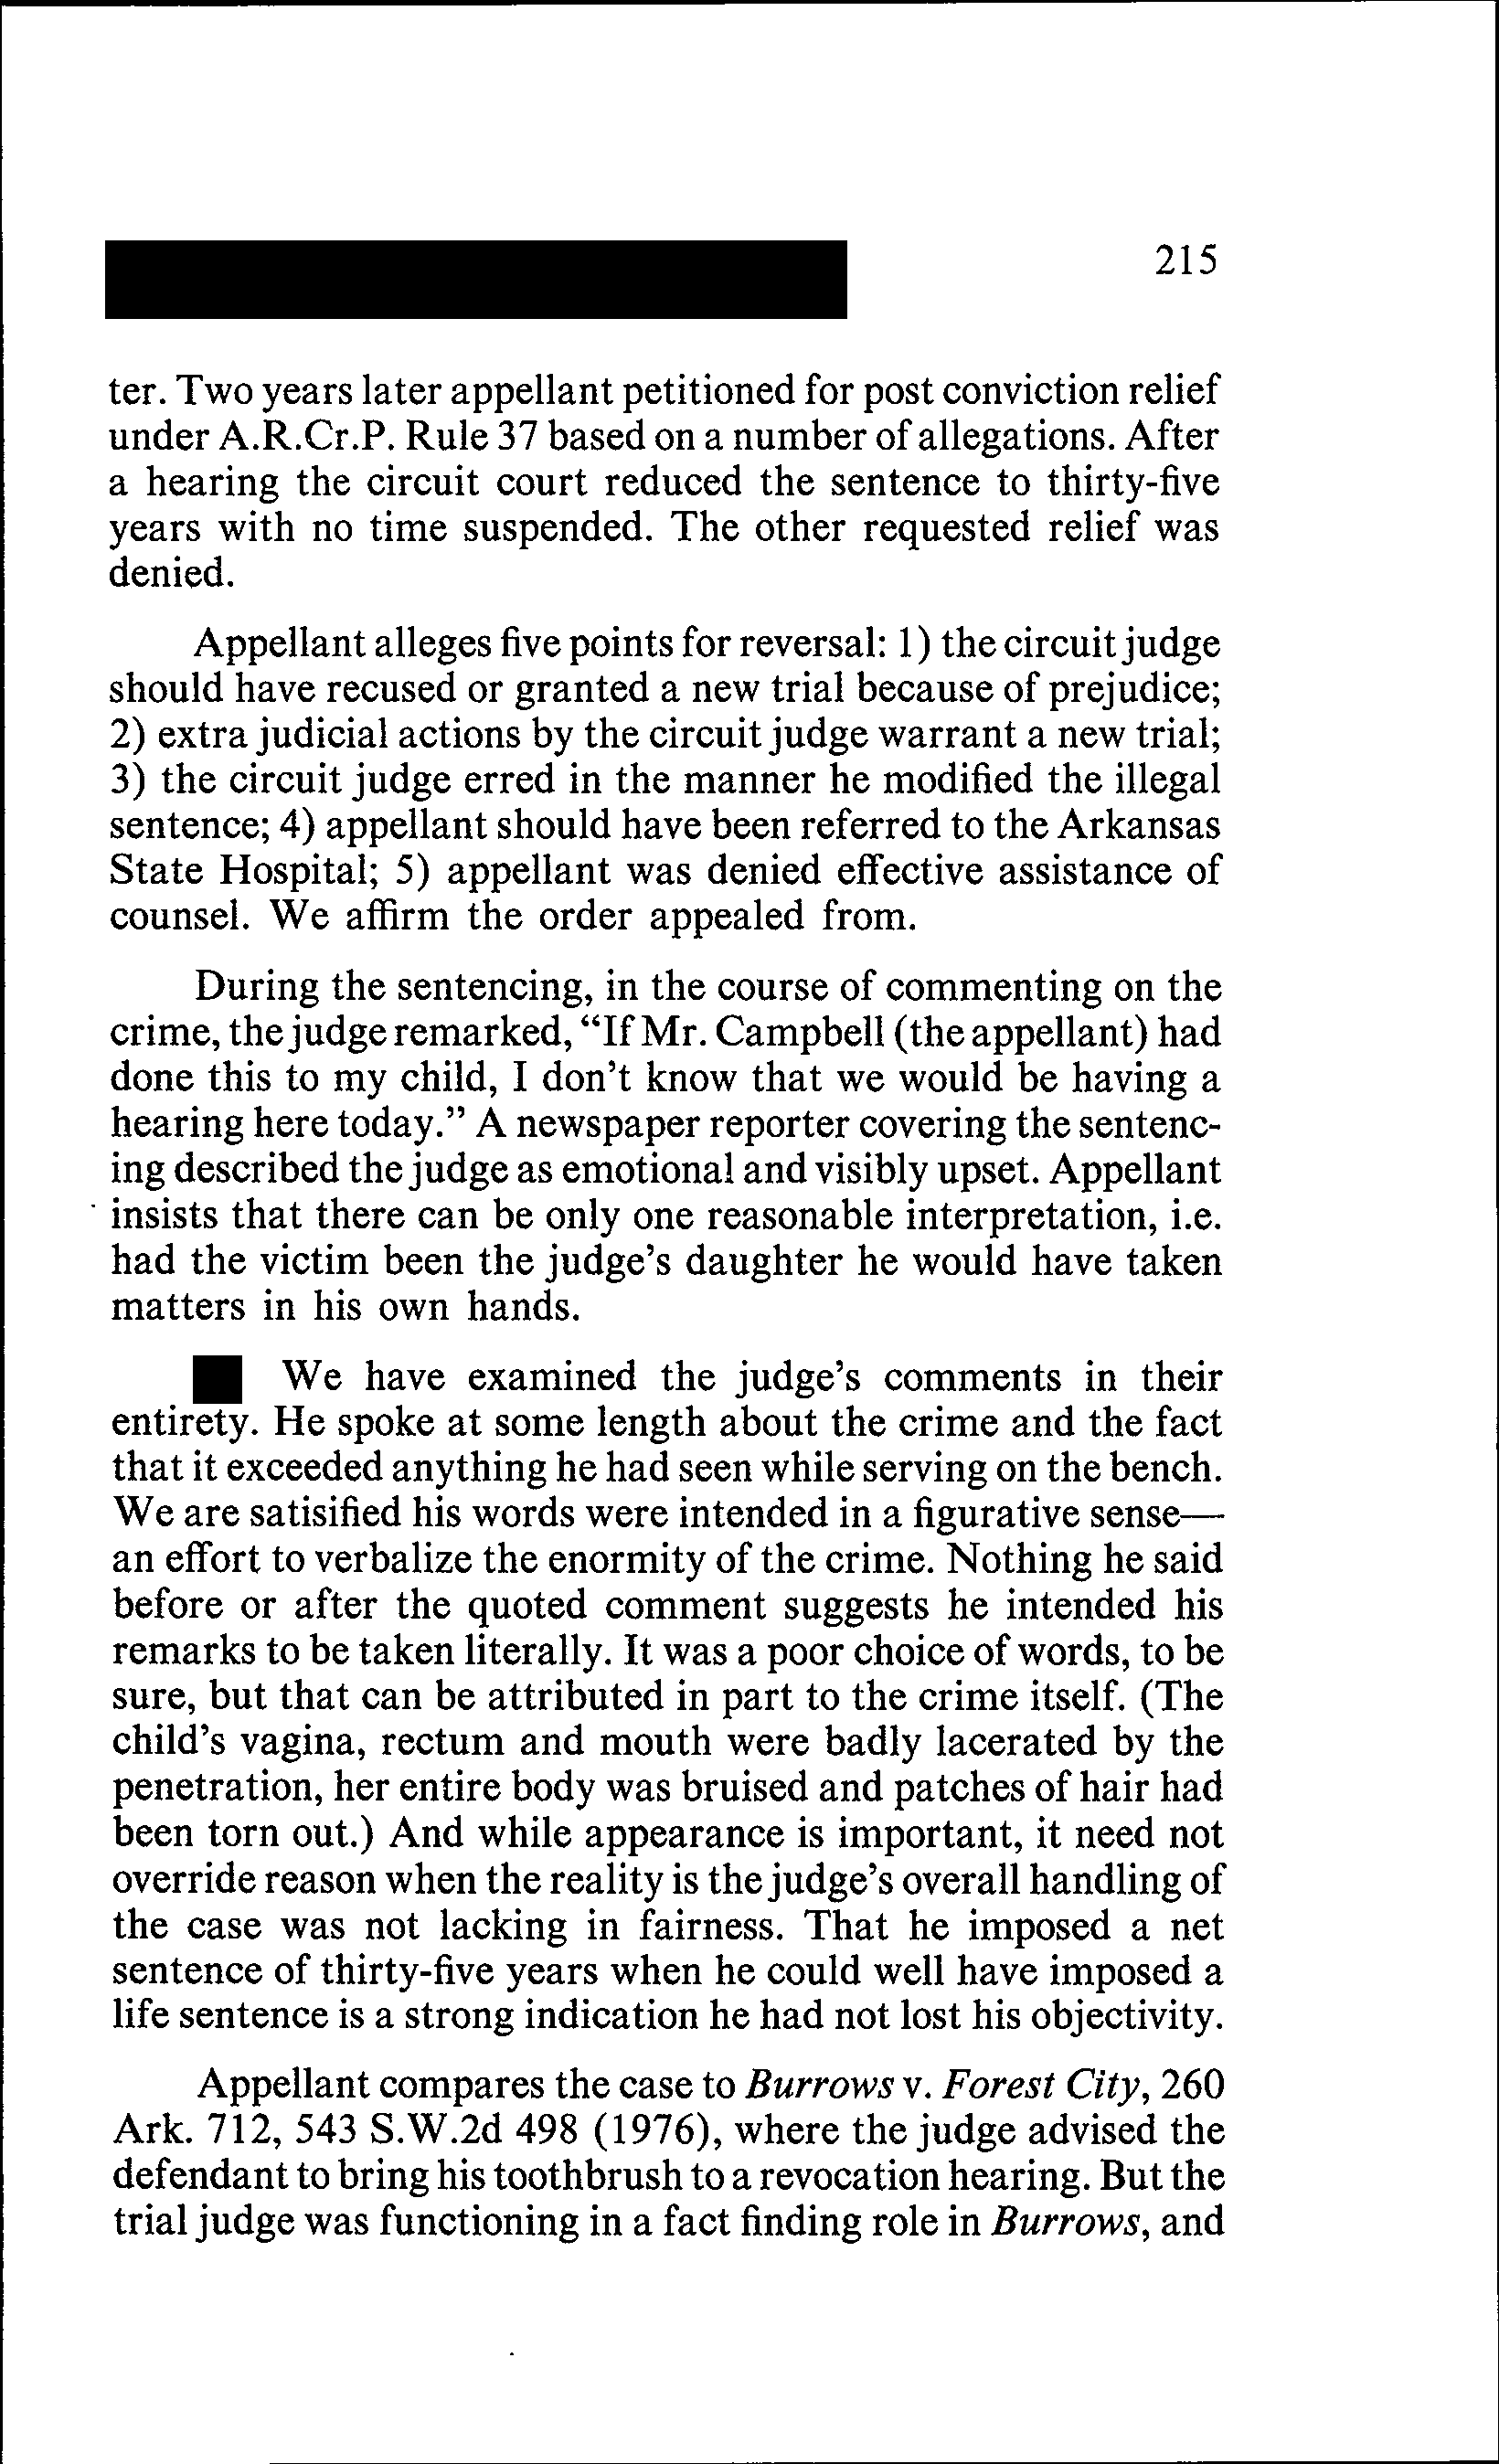 215
ter. Two years later appellant petitioned for post conviction relief
under A.R.Cr.P. Rule 37 based on a number of allegations. After
a hearing the circuit court reduced the sentence to thirty-five
years with no time suspended. The other requested relief was
denied.
Appellant alleges five points for reversal: 1) the circuit judge
should have recused or granted a new trial because of prejudice;
2) extra judicial actions by the circuit judge warrant a new trial;
3) the circuit judge erred in the manner he modified the illegal
sentence; 4) appellant should have been referred to the Arkansas
State Hospital; 5) appellant was denied effective assistance of
counsel. We affirm the order appealed from.
During the sentencing, in the course of commenting on the
crime, the judge remarked, “If Mr. Campbell (the appellant) had
done this to my child, I don't know that we would be having a
hearing here today.” A newspaper reporter covering the sentenc-
ing described the judge as emotional and visibly upset. Appellant
insists that there can be only one reasonable interpretation, i.e.
had the victim been the judge's daughter he would have taken
matters in his own hands.
We have examined the judge's comments in their
entirety. He spoke at some length about the crime and the fact
that it exceeded anything he had seen while serving on the bench.
We are satisified his words were intended in a figurative sense—
an effort to verbalize the enormity of the crime. Nothing he said
before or after the quoted comment suggests he intended his
remarks to be taken literally. It was a poor choice of words, to be
sure, but that can be attributed in part to the crime itself. (The
child's vagina, rectum and mouth were badly lacerated by the
penetration, her entire body was bruised and patches of hair had
been torn out.) And while appearance is important, it need not
override reason when the reality is the judge's overall handling of
the case was not lacking in fairness. That he imposed a net
sentence of thirty-five years when he could well have imposed a
life sentence is a strong indication he had not lost his objectivity.
Appellant compares the case to Burrows v. Forest City, 260
Ark. 712, 543 S.W.2d 498 (1976), where the judge advised the
defendant to bring his toothbrush to a revocation hearing. But the
trial judge was functioning in a fact finding role in Burrows, and